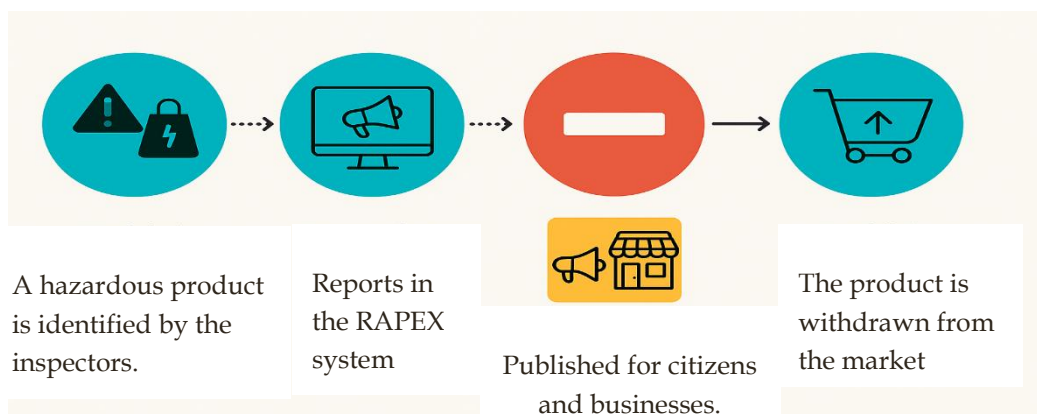 A hazardous product
is identified by the
inspectors.
Reports in
the RAPEX
system
Published for citizens
and businesses.
The product is
withdrawn from
the market